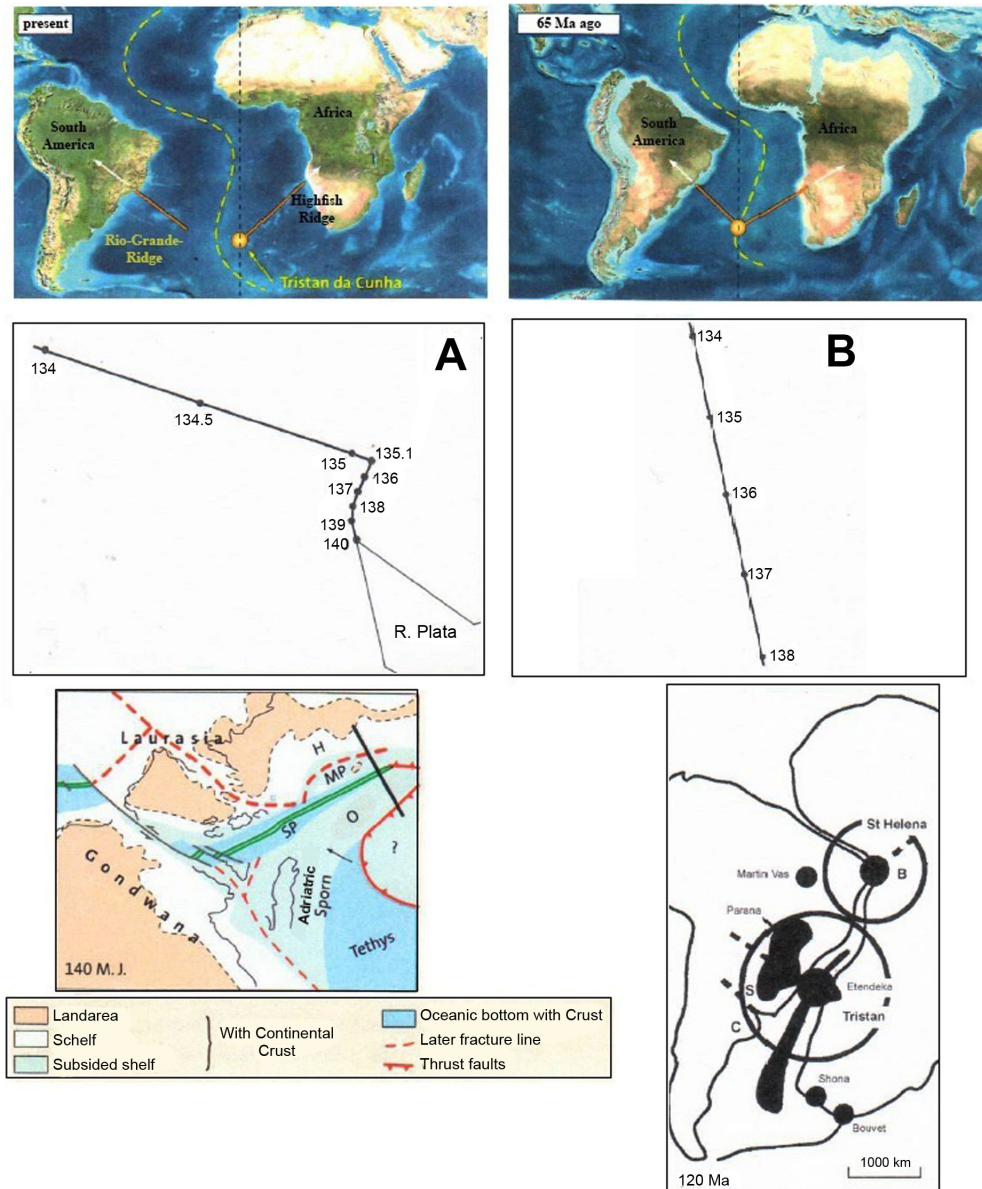 present
South
America
Africa
Highfish
Ridge
Rio-Grande-
Ridge
Tristan da Cunha
65 Ma ago
South
America
Africa
A
134
134.5
135
135.1
136
137
138
139
140
R. Plata
B
134
135
136
137
138
Laurasia
H
MP
SP
O
?
Gondwana
Adriatic
Sporn
Tethys
140 M. J.
Landarea
Schelf
Subsided shelf
With Continental
Crust
Oceanic bottom with Crust
Later fracture line
Thrust faults
St Helena
B
Martin Vas
Parana
S
Etendeka
Tristan
C
Shona
Bouvet
120 Ma
1000 km